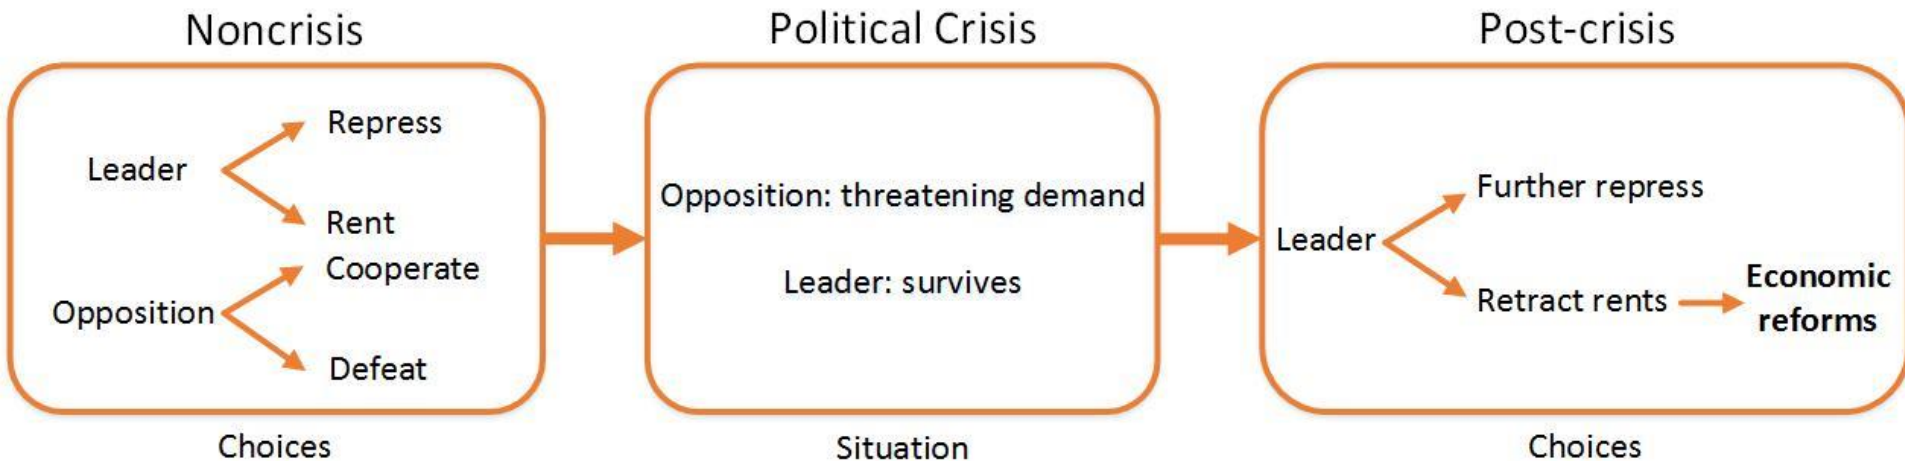 Noncrisis
Leader
Repress
Rent
Opposition
Cooperate
Defeat
Choices
Political Crisis
Opposition: threatening demand
Leader: survives
Situation
Post-crisis
Leader
Further repress
Retract rents
Economic
reforms
Choices